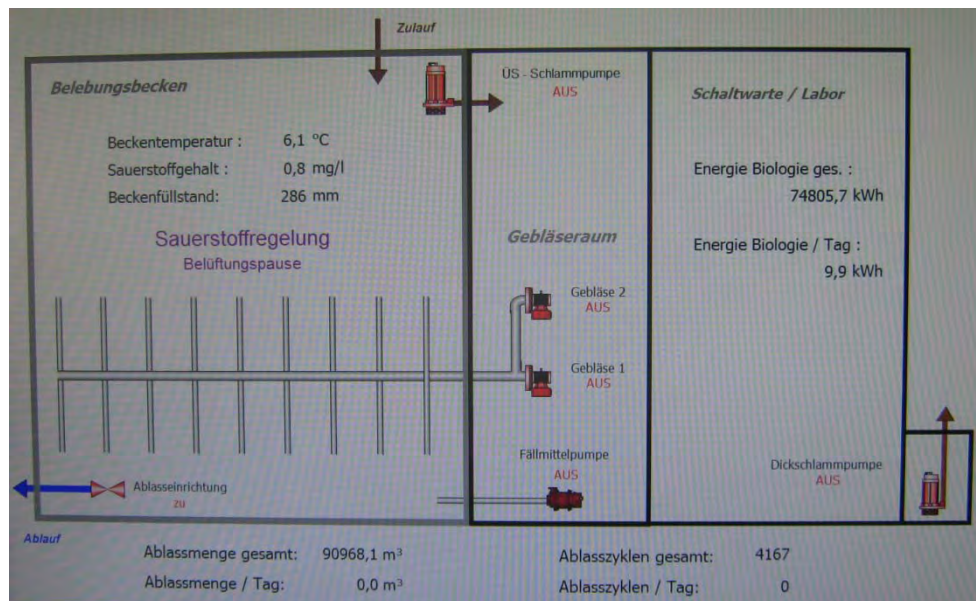 Zulauf
Belebungsbecken
Beckentemperatur : 6,1 °C
Sauerstoffgehalt : 0,8 mg/l
Beckenfüllstand: 286 mm
Sauerstoffregelung
Belüftungspause
ÜS - Schlammpumpe
AUS
Schaltwarte / Labor
Energie Biologie ges. :
74805,7 kWh
Energie Biologie / Tag :
9,9 kWh
Gebläseraum
Gebläse 2
AUS
Gebläse 1
AUS
Fällmittelpumpe
AUS
Dickschlammpumpe
AUS
Ablasseinrichtung
zu
Ablauf
Ablassmenge gesamt: 90968,1 m³
Ablassmenge / Tag: 0,0 m³
Ablasszyklen gesamt: 4167
Ablasszyklen / Tag: 0